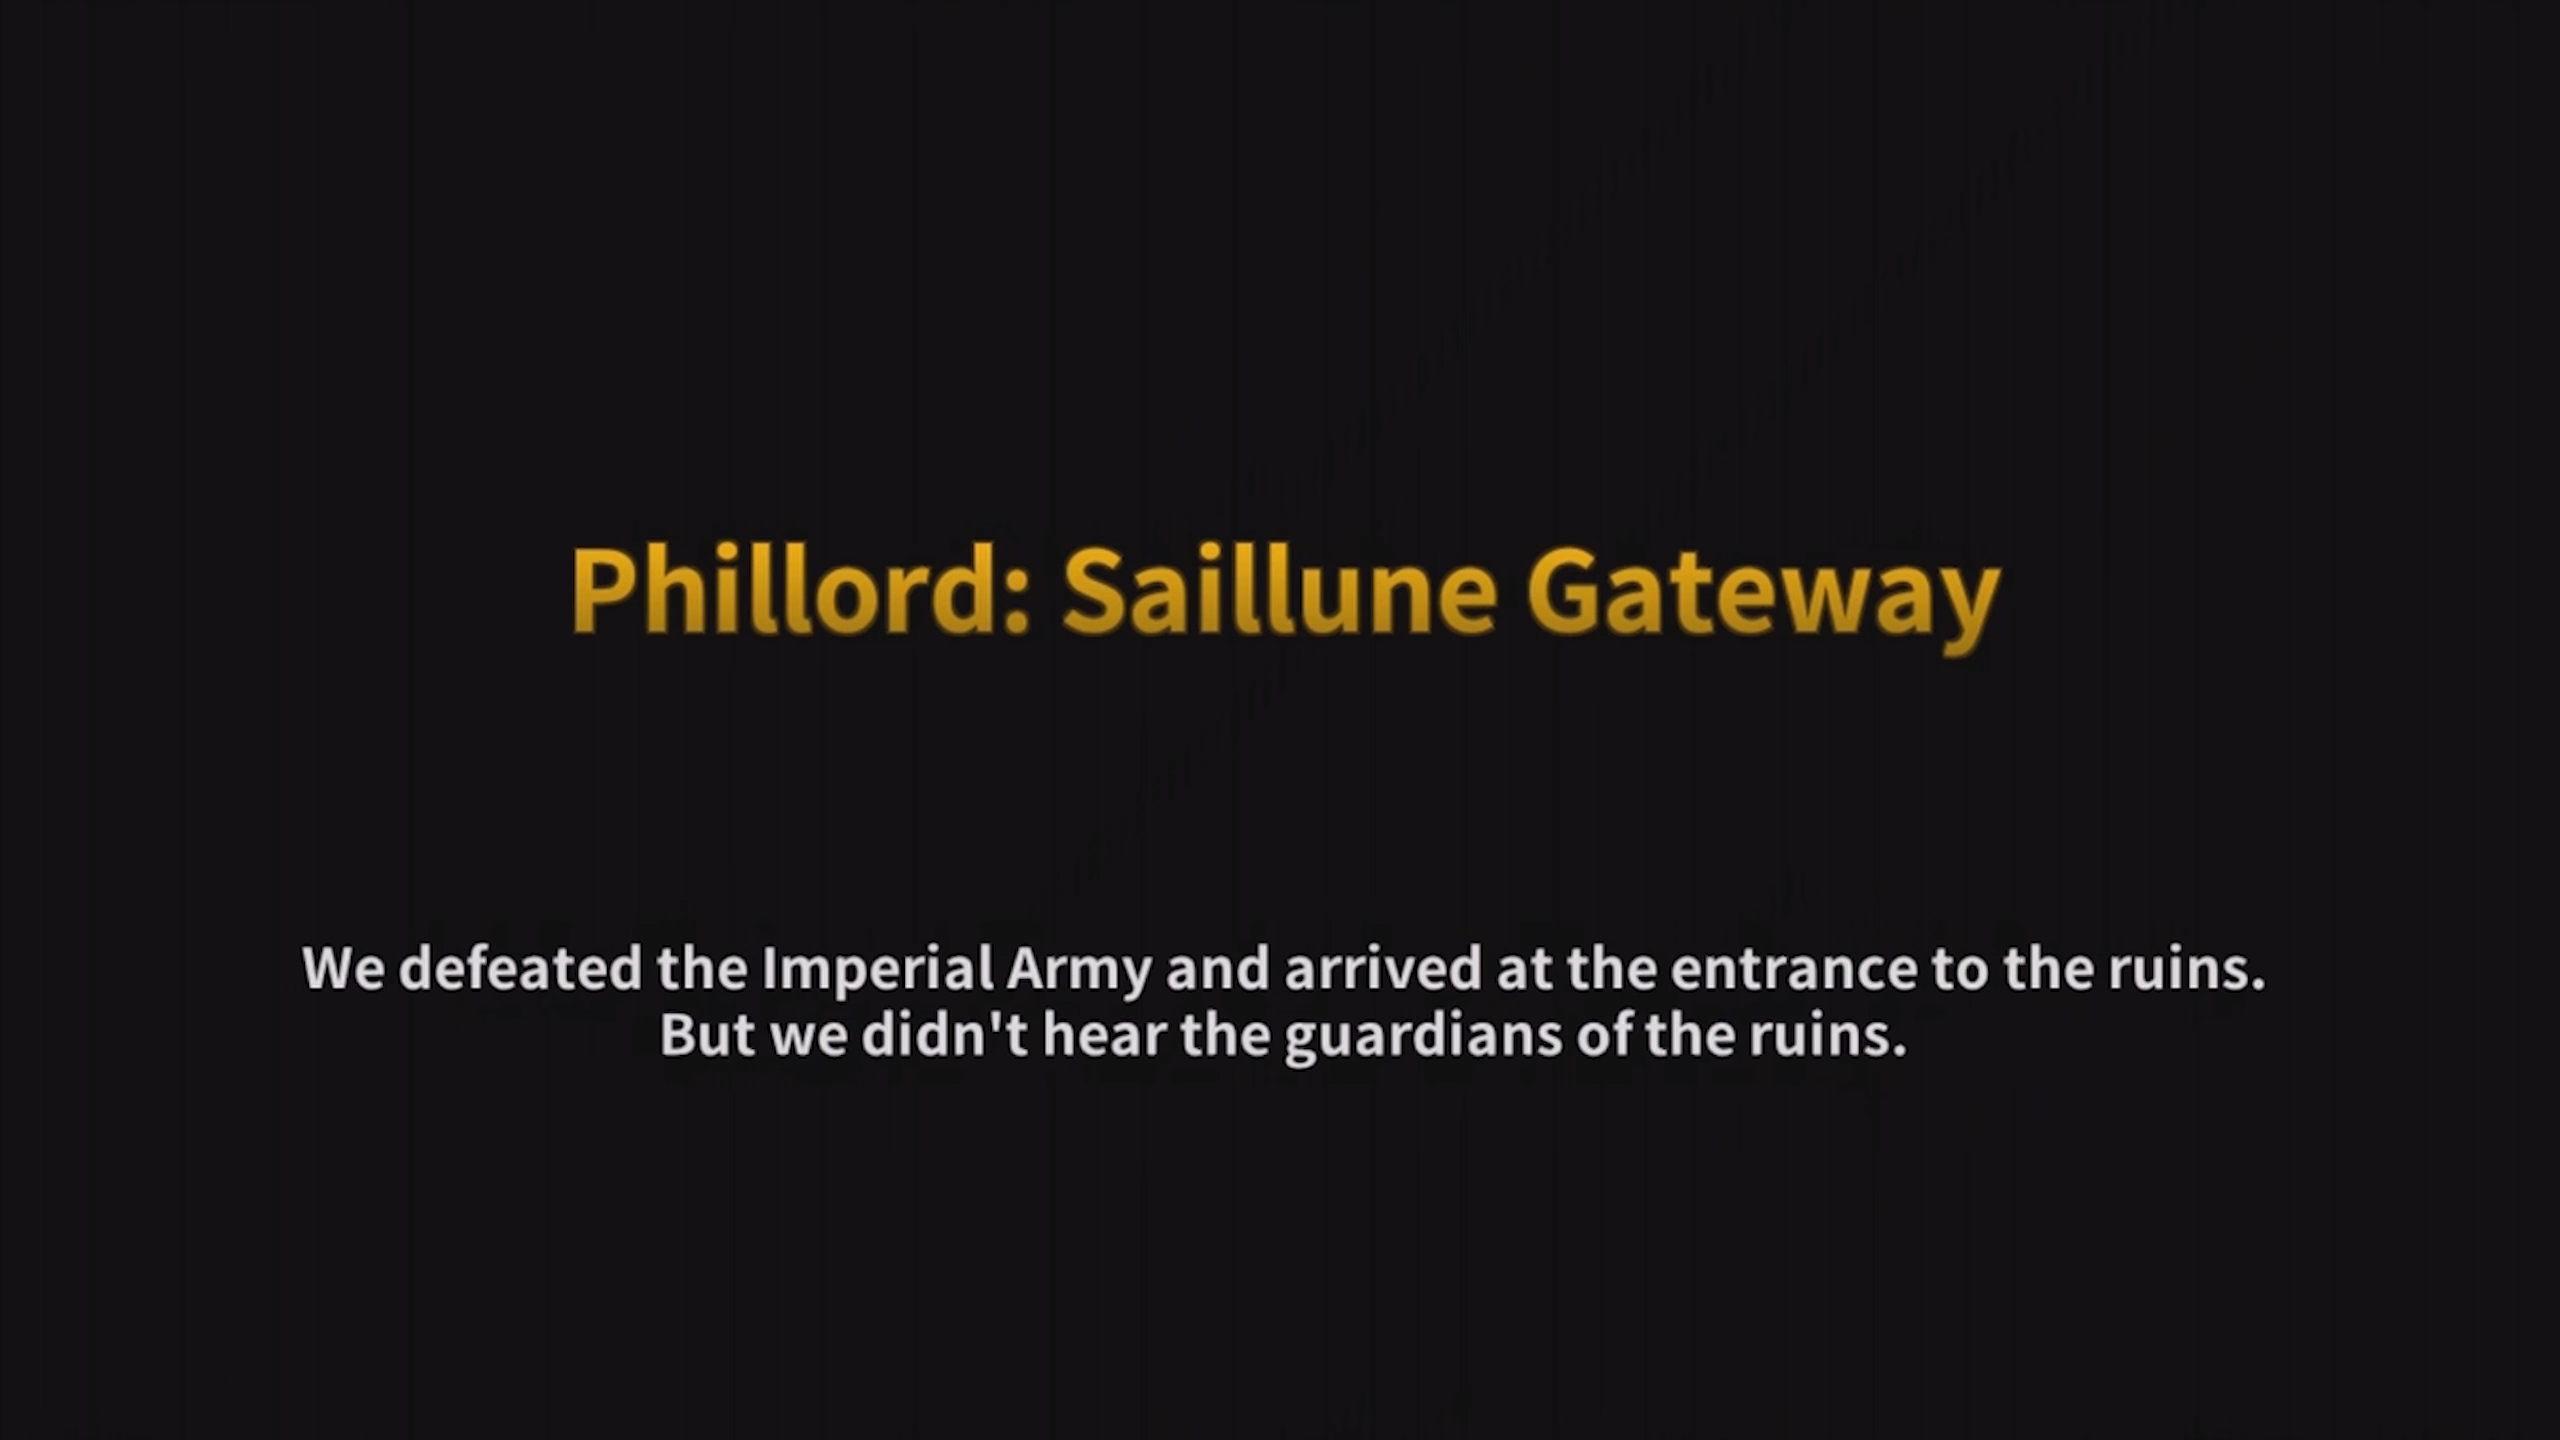 Phillord: Saillune Gateway
We defeated the Imperial Army and arrived at the entrance to the ruins.
But we didn't hear the guardians of the ruins.